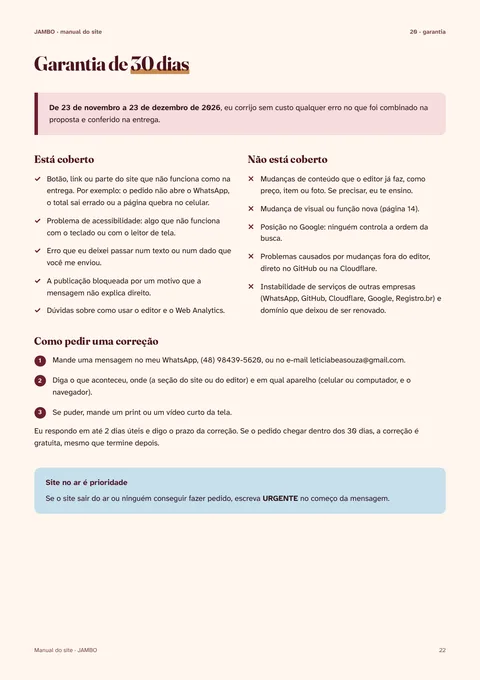 JAMBO - manual do site
20 - garantia
Garantia de 30 dias
De 23 de novembro a 23 de dezembro de 2026, eu corrijo sem custo qualquer erro no que foi combinado na
proposta e conferido na entrega.
Está coberto
✓ Botão, link ou parte do site que não funciona como na
entrega. Por exemplo: o pedido não abre o WhatsApp,
o total sai errado ou a página quebra no celular.
✓ Problema de acessibilidade: algo que não funciona
com o teclado ou com o leitor de tela.
✓ Erro que eu deixei passar num texto ou num dado que
você me enviou.
✓ A publicação bloqueada por um motivo que a
mensagem não explica direito.
✓ Dúvidas sobre como usar o editor e o Web Analytics.
Não está coberto
✕ Mudanças de conteúdo que o editor já faz, como
preço, item ou foto. Se precisar, eu te ensino.
✕ Mudança de visual ou função nova (página 14).
✕ Posição no Google: ninguém controla a ordem da
busca.
✕ Problemas causados por mudanças fora do editor,
direto no GitHub ou na Cloudflare.
✕ Instabilidade de serviços de outras empresas
(WhatsApp, GitHub, Cloudflare, Google, Registro.br) e
domínio que deixou de ser renovado.
Como pedir uma correção
1 Mande uma mensagem no meu WhatsApp, (48) 98439-5620, ou no e-mail leticiabeasouza@gmail.com.
2 Diga o que aconteceu, onde (a seção do site ou do editor) e em qual aparelho (celular ou computador, e o
navegador).
3 Se puder, mande um print ou um vídeo curto da tela.
Eu respondo em até 2 dias úteis e digo o prazo da correção. Se o pedido chegar dentro dos 30 dias, a correção é
gratuita, mesmo que termine depois.
Site no ar é prioridade
Se o site sair do ar ou ninguém conseguir fazer pedido, escreva URGENTE no começo da mensagem.
Manual do site - JAMBO
22